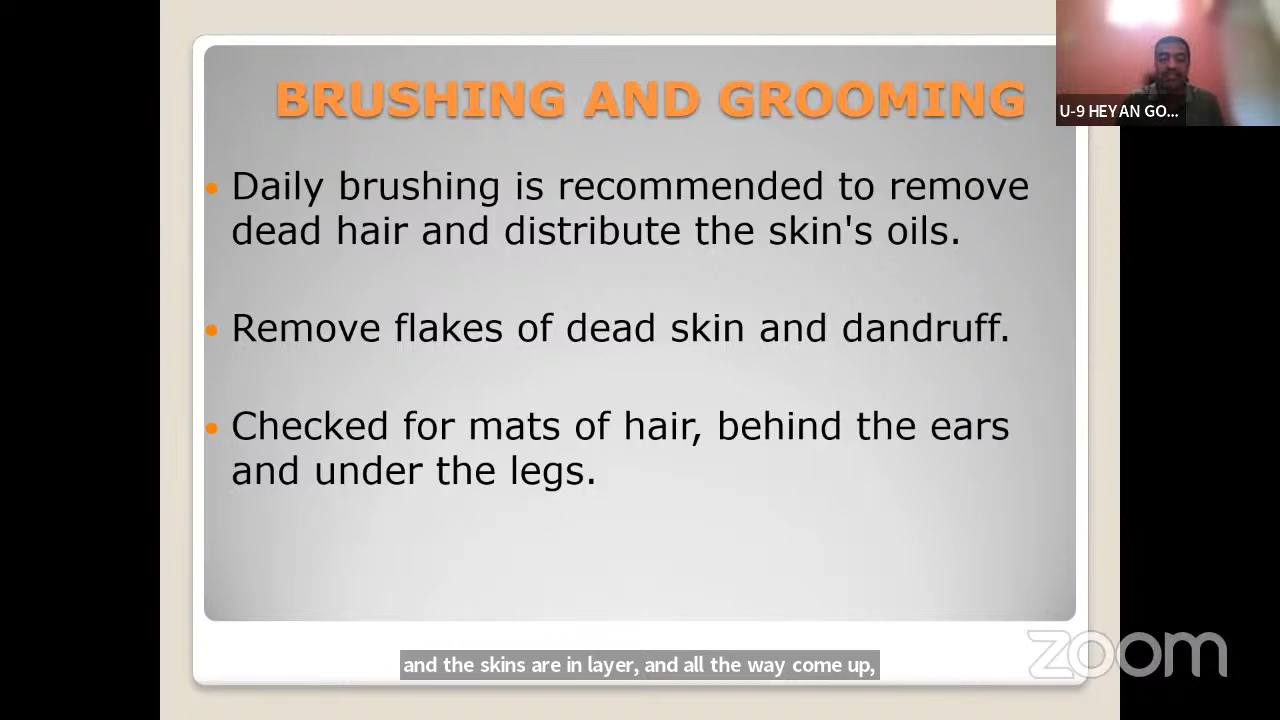 BRUSHING AND GROOMING
U-9 HEYAN GO...
• Daily brushing is recommended to remove
dead hair and distribute the skin's oils.
• Remove flakes of dead skin and dandruff.
• Checked for mats of hair, behind the ears
and under the legs.
zoom
and the skins are in layer, and all the way come up,